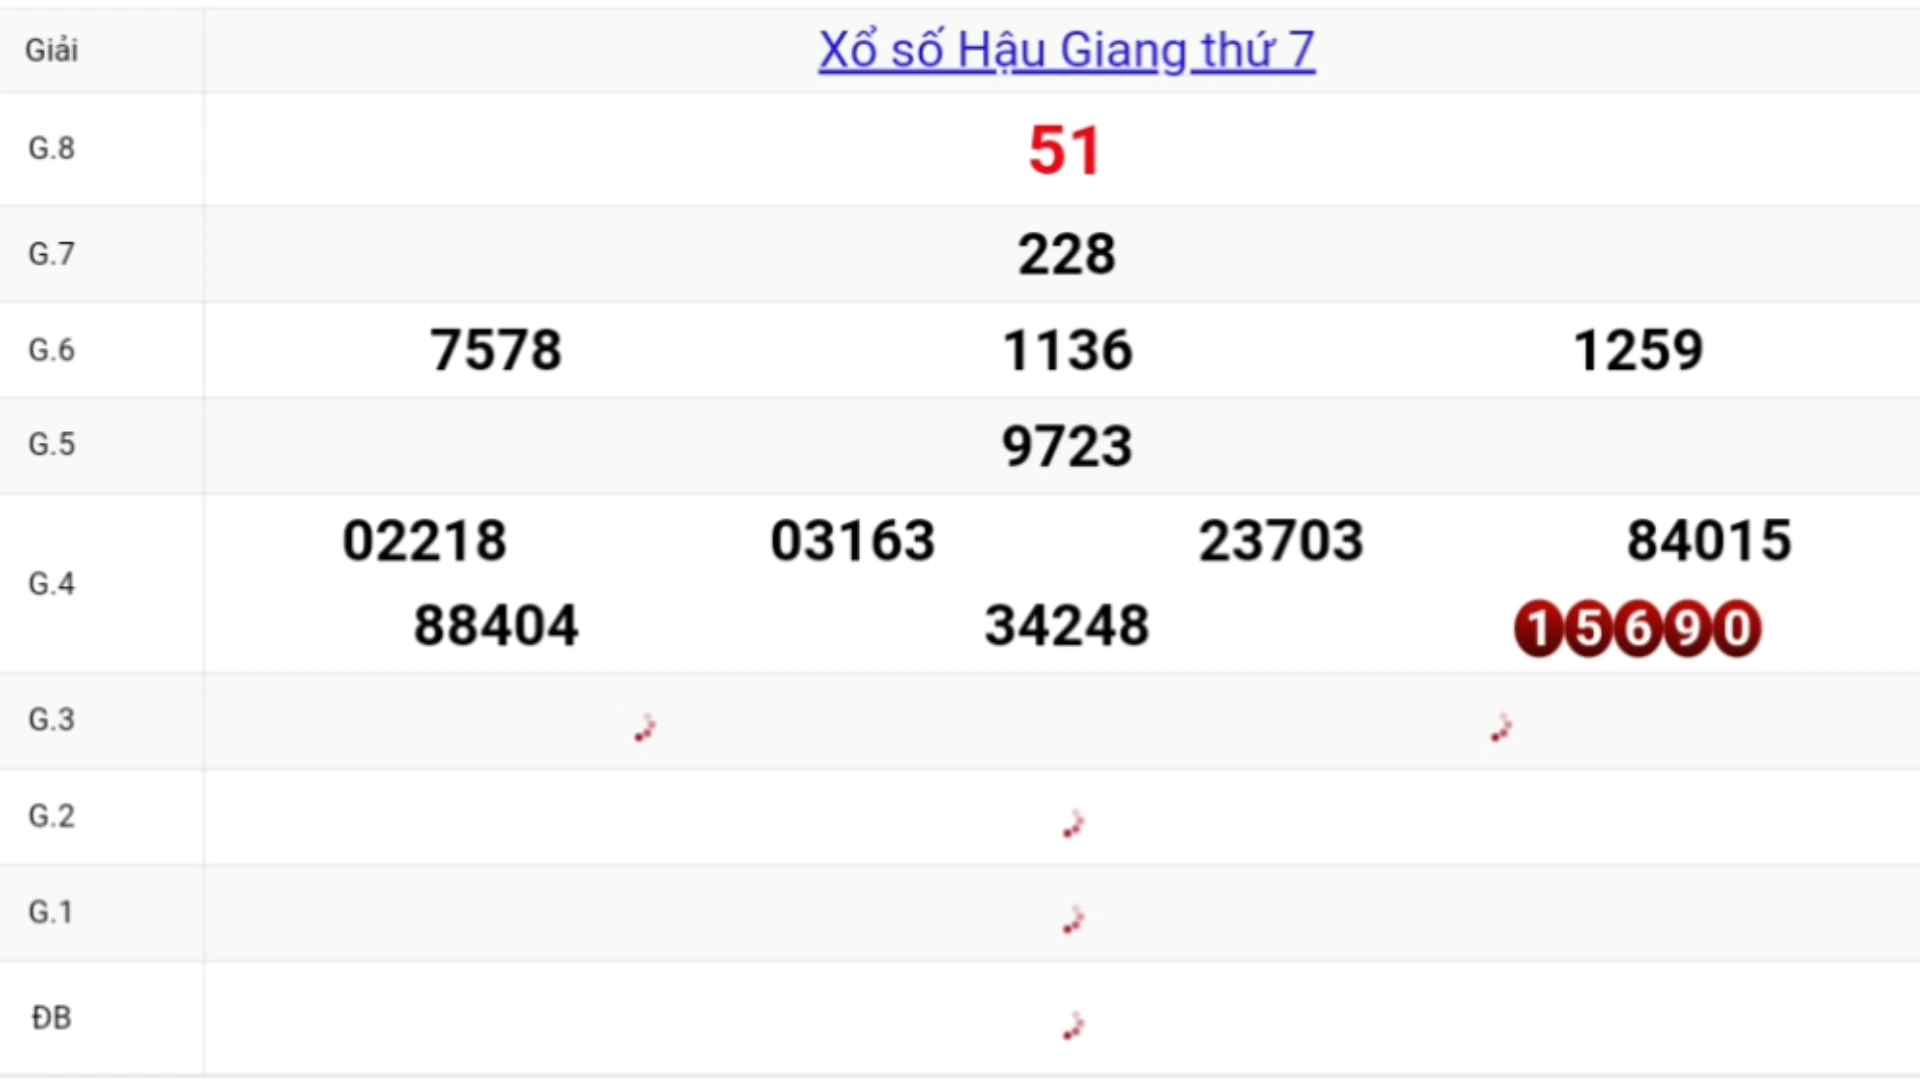 Giải Xổ số Hậu Giang thứ 7
G.8 51
G.7 228
G.6 7578 1136 1259
G.5 9723
G.4 02218 03163 23703 84015
88404 34248 15690
G.3
G.2
G.1
ĐB